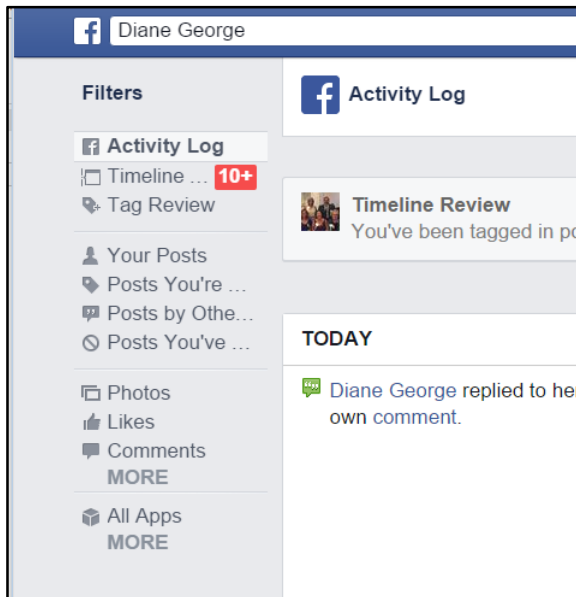 Diane George
Filters
Activity Log
Timeline ... 10+
Tag Review
Your Posts
Posts You're ...
Posts by Othe...
Posts You've ...
Photos
Likes
Comments
MORE
All Apps
MORE
Activity Log
Timeline Review
You've been tagged in po
TODAY
Diane George replied to her
own comment.